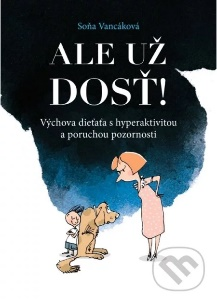 Soňa Vancáková
ALE UŽ
DOSŤ!
Výchova dieťaťa s hyperaktivitou
a poruchou pozornosti